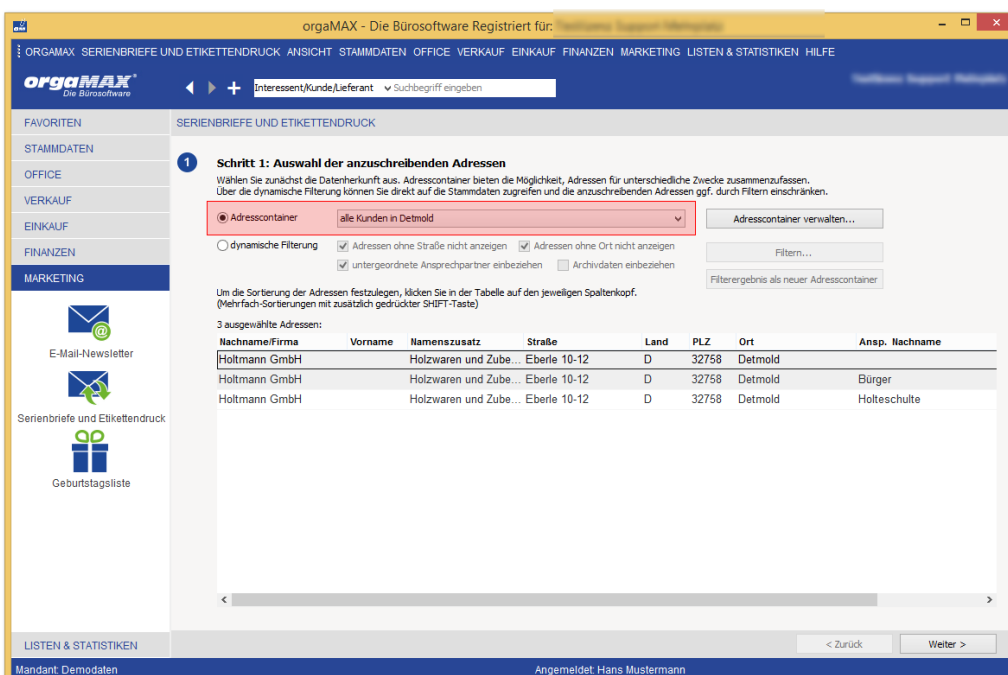 orgaMAX - Die Bürosoftware Registriert für:
ORGAMAX SERIENBRIEFE UND ETIKETTENDRUCK ANSICHT STAMMDATEN OFFICE VERKAUF EINKAUF FINANZEN MARKETING LISTEN & STATISTIKEN HILFE
orgaMAX
Die Bürosoftware
Interessent/Kunde/Lieferant Suchbegriff eingeben
FAVORITEN
SERIENBRIEFE UND ETIKETTENDRUCK
STAMMDATEN
OFFICE
VERKAUF
EINKAUF
FINANZEN
MARKETING
E-Mail-Newsletter
Serienbriefe und Etikettendruck
Geburtstagsliste
1 Schritt 1: Auswahl der anzuschreibenden Adressen
Wählen Sie zunächst die Datenherkunft aus. Adresscontainer bieten die Möglichkeit, Adressen für unterschiedliche Zwecke zusammenzufassen.
Über die dynamische Filterung können Sie direkt auf die Stammdaten zugreifen und die anzuschreibenden Adressen ggf. durch Filtern einschränken.
Adresscontainer alle Kunden in Detmold Adresscontainer verwalten...
dynamische Filterung Adressen ohne Straße nicht anzeigen Adressen ohne Ort nicht anzeigen Filtern...
untergeordnete Ansprechpartner einbeziehen Archivdaten einbeziehen Filterergebnis als neuer Adresscontainer
Um die Sortierung der Adressen festzulegen, klicken Sie in der Tabelle auf den jeweiligen Spaltenkopf.
(Mehrfach-Sortierungen mit zusätzlich gedrückter SHIFT-Taste)
3 ausgewählte Adressen:
Nachname/Firma Vorname Namenszusatz Straße Land PLZ Ort Ansp. Nachname
Holtmann GmbH Holzwaren und Zube... Eberle 10-12 D 32758 Detmold
Holtmann GmbH Holzwaren und Zube... Eberle 10-12 D 32758 Detmold Bürger
Holtmann GmbH Holzwaren und Zube... Eberle 10-12 D 32758 Detmold Holteschulte
LISTEN & STATISTIKEN
< Zurück Weiter >
Mandant: Demodaten Angemeldet: Hans Mustermann